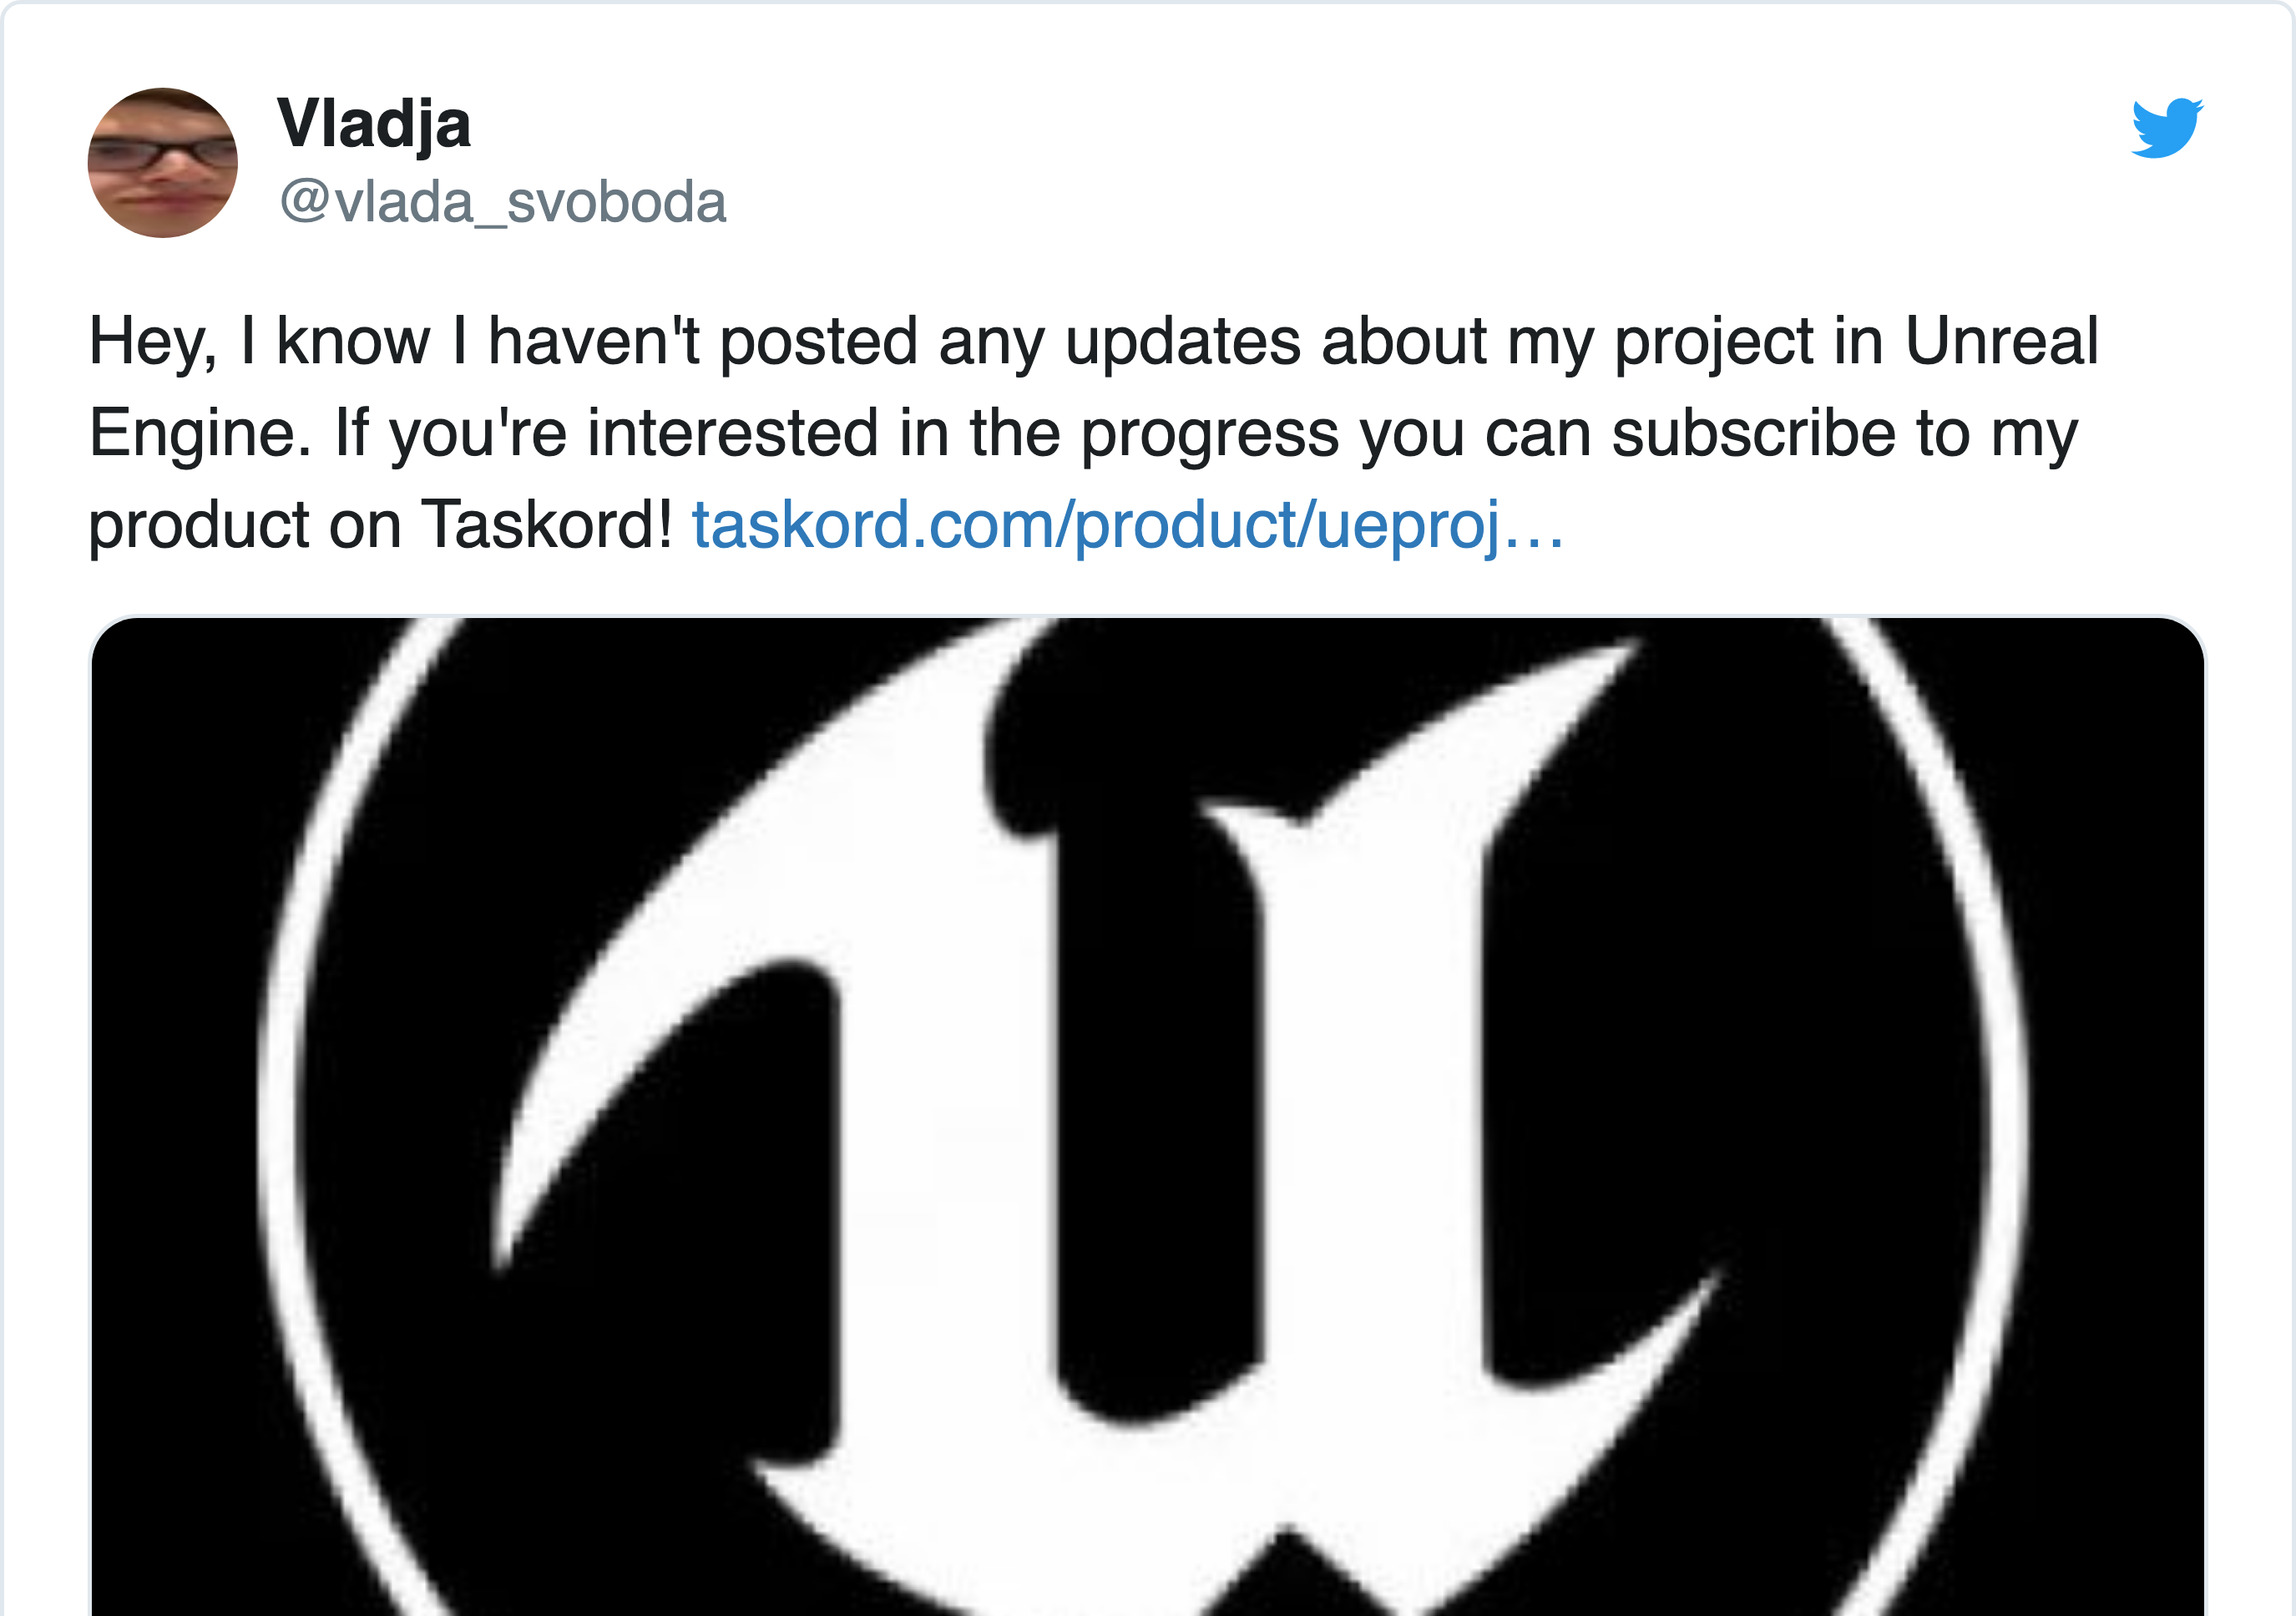 Vladja
@vlada_svoboda
Hey, I know I haven't posted any updates about my project in Unreal
Engine. If you're interested in the progress you can subscribe to my
product on Taskord! taskord.com/product/ueproj…